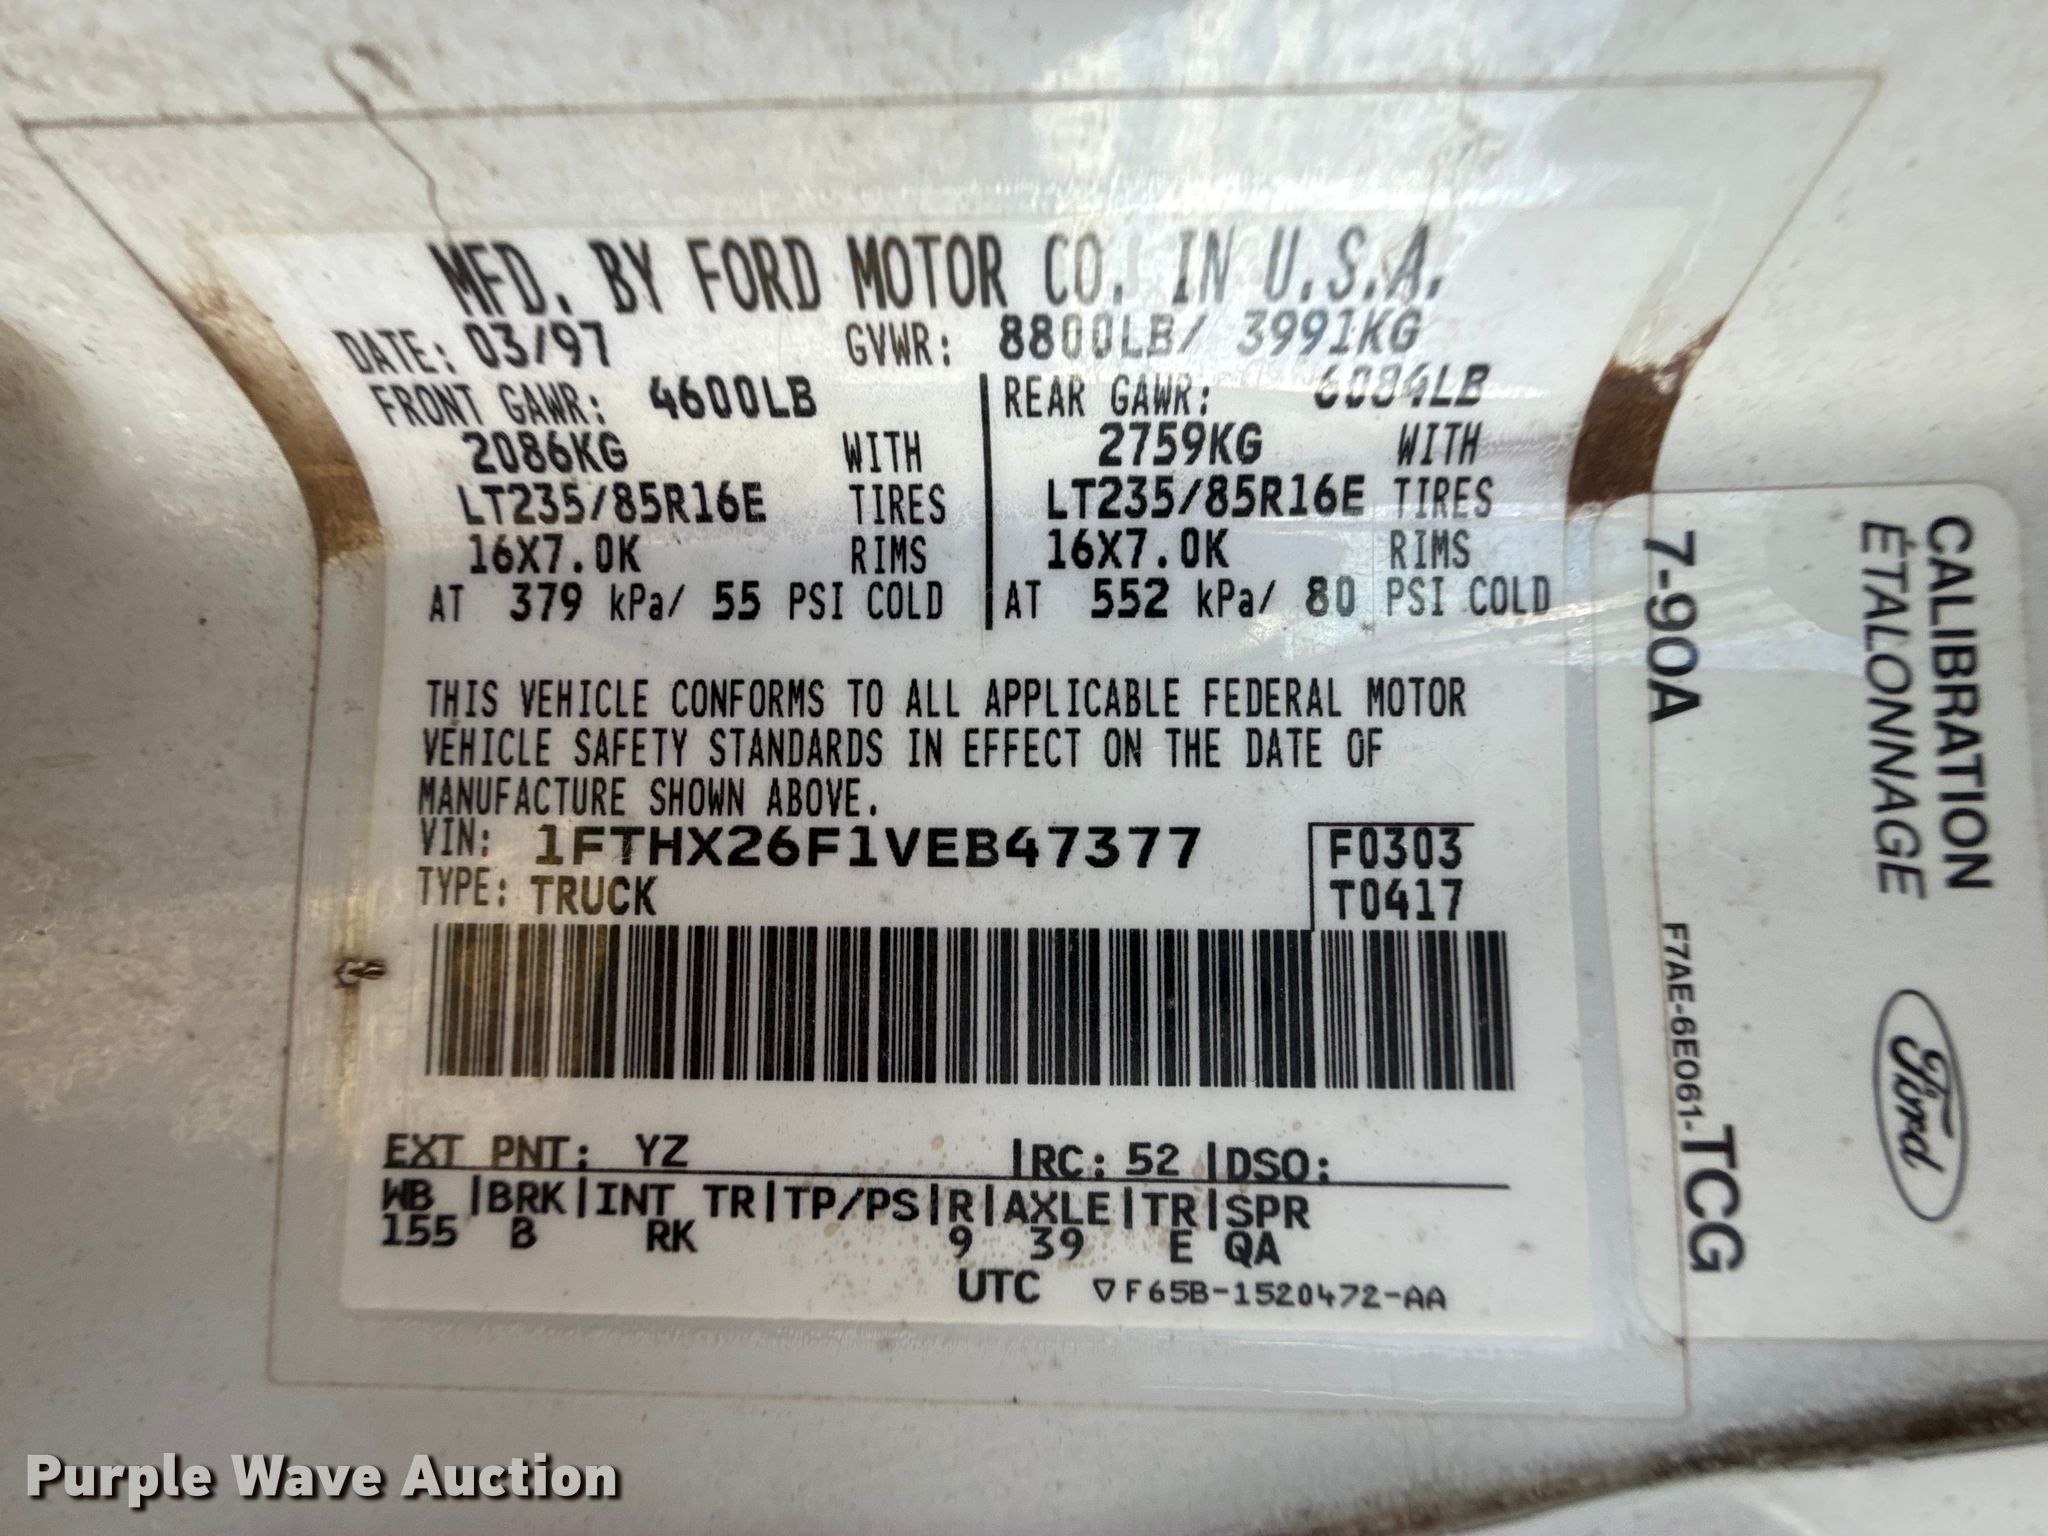 MFD. BY FORD MOTOR CO. IN U.S.A.
DATE: 03/97 GVWR: 8800LB/ 3991KG
FRONT GAWR: 4600LB REAR GAWR: 6084LB
2086KG WITH 2759KG WITH
LT235/85R16E TIRES LT235/85R16E TIRES
16X7.0K RIMS 16X7.0K RIMS
AT 379 kPa/ 55 PSI COLD AT 552 kPa/ 80 PSI COLD
THIS VEHICLE CONFORMS TO ALL APPLICABLE FEDERAL MOTOR
VEHICLE SAFETY STANDARDS IN EFFECT ON THE DATE OF
MANUFACTURE SHOWN ABOVE.
VIN: 1FTHX26F1VEB47377 F0303
TYPE: TRUCK T0417
EXT PNT: YZ |RC: 52 |DSO:
WB |BRK|INT TR|TP/PS|R|AXLE|TR|SPR
155 B RK 9 39 E QA
UTC ▽F65B-1520472-AA
CALIBRATION
ÉTALONNAGE
7-90A
F7AE-6E061-TCG
Ford
Purple Wave Auction